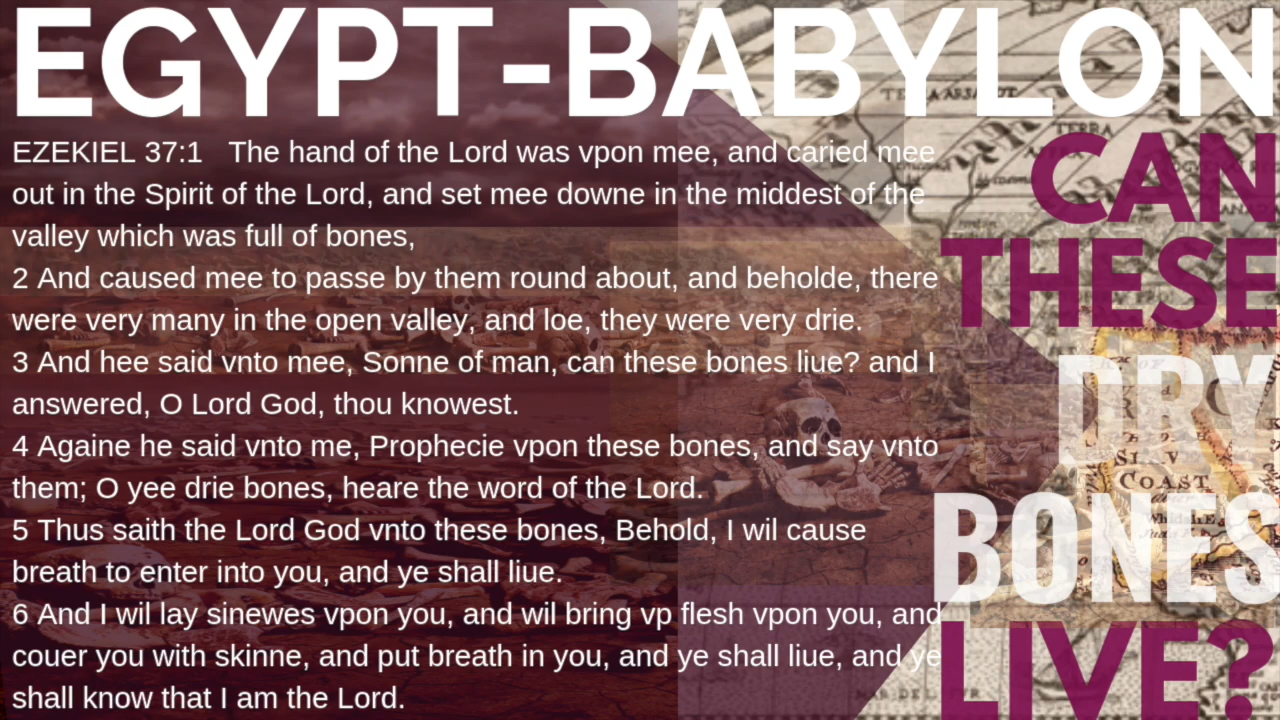 EGYPT-BABYLON
EZEKIEL 37:1 The hand of the Lord was vpon mee, and caried mee
out in the Spirit of the Lord, and set mee downe in the middest of the
valley which was full of bones,
2 And caused mee to passe by them round about, and beholde, there
were very many in the open valley, and loe, they were very drie.
3 And hee said vnto mee, Sonne of man, can these bones liue? and I
answered, O Lord God, thou knowest.
4 Againe he said vnto me, Prophecie vpon these bones, and say vnto
them; O yee drie bones, heare the word of the Lord.
5 Thus saith the Lord God vnto these bones, Behold, I wil cause
breath to enter into you, and ye shall liue.
6 And I wil lay sinewes vpon you, and wil bring vp flesh vpon you, and
couer you with skinne, and put breath in you, and ye shall liue, and ye
shall know that I am the Lord.
CAN
THESE
DRY
BONES
LIVE?
COAST
MAR DEL